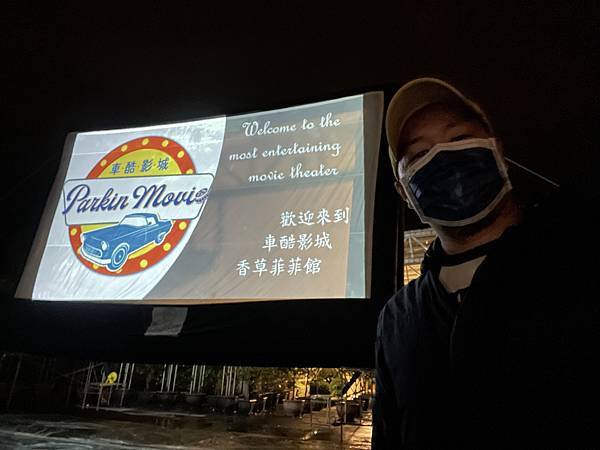 車酷影城
Parkin Movie
Welcome to the
most entertaining
movie theater
歡迎來到
車酷影城
香草菲菲館